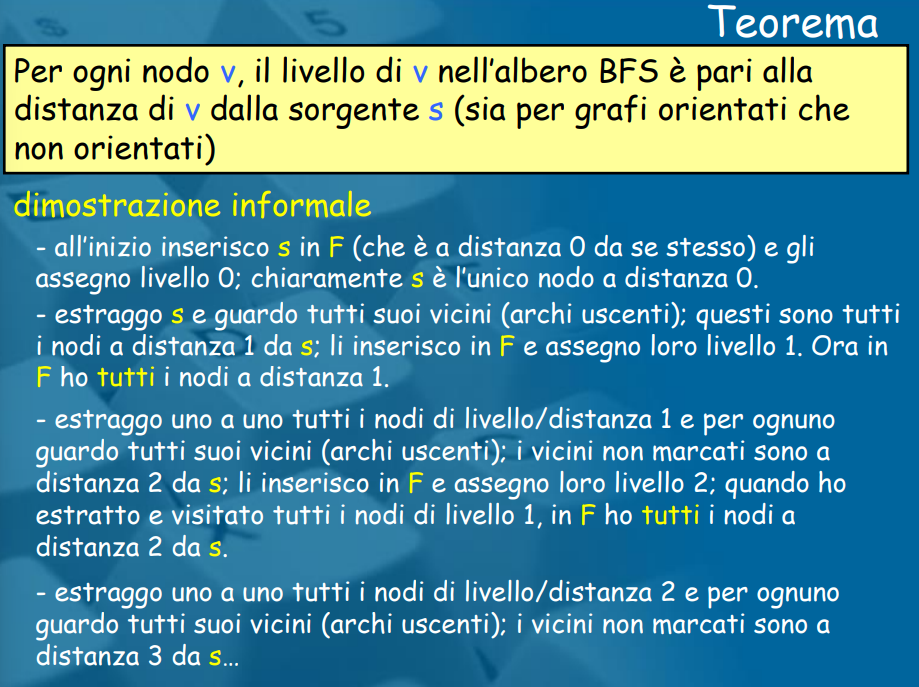 Teorema
Per ogni nodo v, il livello di v nell'albero BFS è pari alla
distanza di v dalla sorgente s (sia per grafi orientati che
non orientati)
dimostrazione informale
- all'inizio inserisco s in F (che è a distanza 0 da se stesso) e gli
assegno livello 0; chiaramente s è l'unico nodo a distanza 0.
- estraggo s e guardo tutti suoi vicini (archi uscenti); questi sono tutti
i nodi a distanza 1 da s; li inserisco in F e assegno loro livello 1. Ora in
F ho tutti i nodi a distanza 1.
- estraggo uno a uno tutti i nodi di livello/distanza 1 e per ognuno
guardo tutti suoi vicini (archi uscenti); i vicini non marcati sono a
distanza 2 da s; li inserisco in F e assegno loro livello 2; quando ho
estratto e visitato tutti i nodi di livello 1, in F ho tutti i nodi a
distanza 2 da s.
- estraggo uno a uno tutti i nodi di livello/distanza 2 e per ognuno
guardo tutti suoi vicini (archi uscenti); i vicini non marcati sono a
distanza 3 da s...